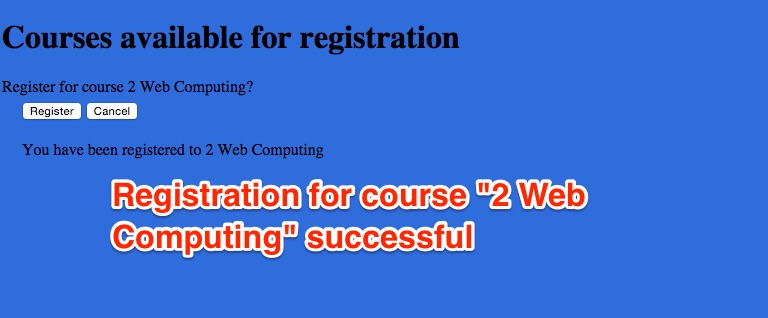 Courses available for registration
Register for course 2 Web Computing?
Register Cancel
You have been registered to 2 Web Computing
Registration for course "2 Web
Computing" successful